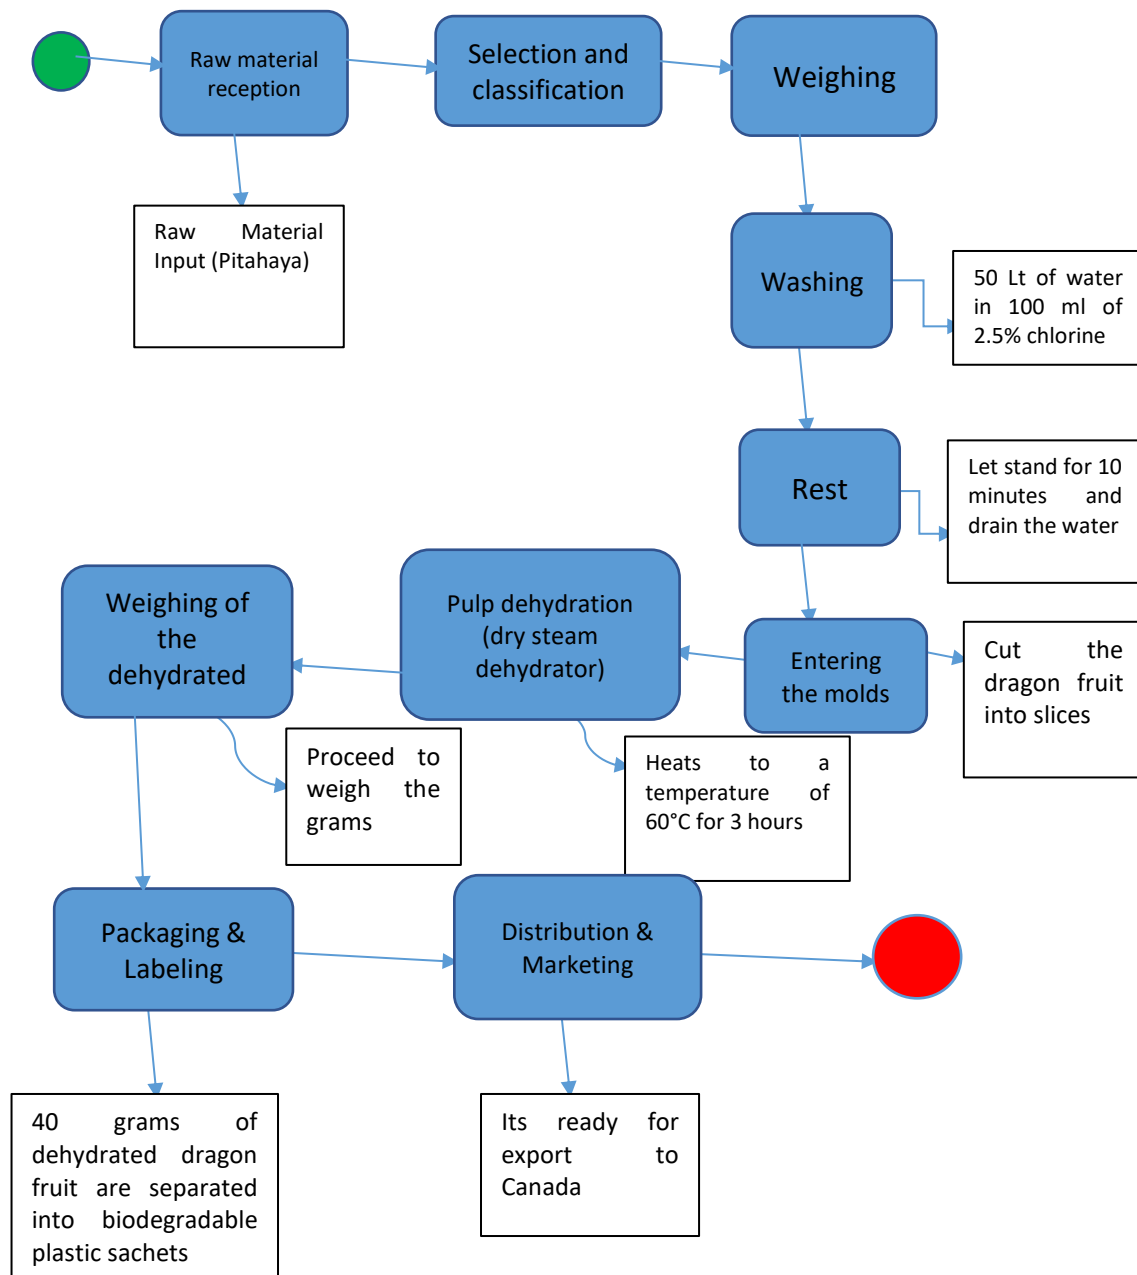 Raw material
reception
Selection and
classification
Weighing
Raw Material
Input (Pitahaya)
Washing
50 Lt of water
in 100 ml of
2.5% chlorine
Rest
Let stand for 10
minutes and
drain the water
Entering
the molds
Cut the
dragon fruit
into slices
Pulp dehydration
(dry steam
dehydrator)
Heats to a
temperature of
60°C for 3 hours
Weighing of
the
dehydrated
Proceed to
weigh the
grams
Packaging &
Labeling
40 grams of
dehydrated dragon
fruit are separated
into biodegradable
plastic sachets
Distribution &
Marketing
Its ready for
export to
Canada